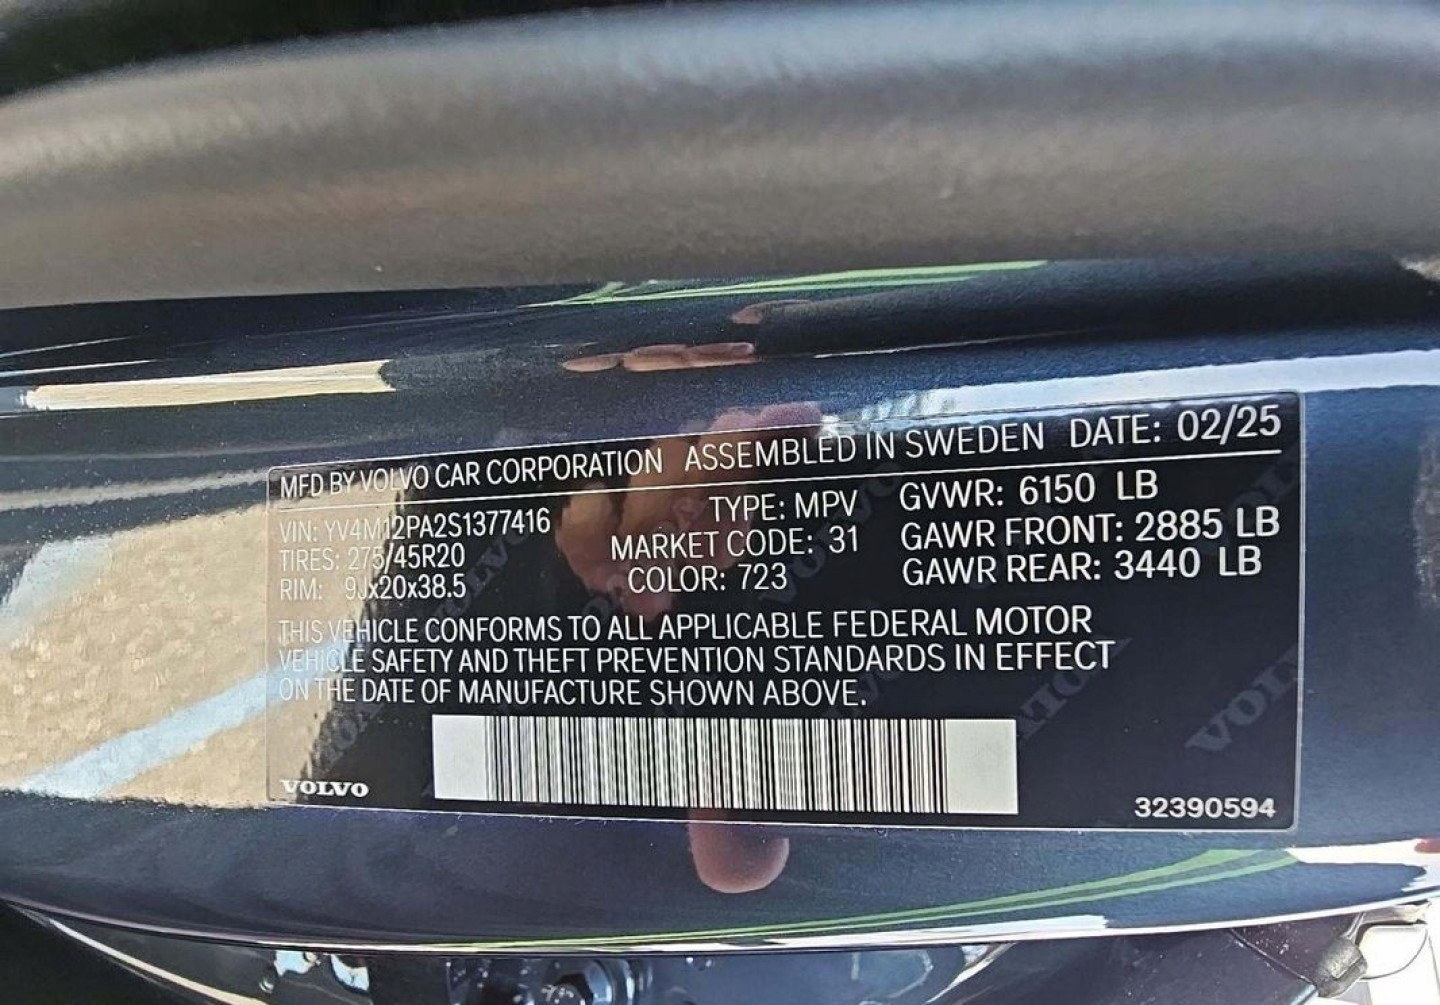 MFD BY VOLVO CAR CORPORATION ASSEMBLED IN SWEDEN DATE: 02/25
VIN: YV4M12PA2S1377416 TYPE: MPV GVWR: 6150 LB
TIRES: 275/45R20 MARKET CODE: 31 GAWR FRONT: 2885 LB
RIM: 9Jx20x38.5 COLOR: 723 GAWR REAR: 3440 LB
THIS VEHICLE CONFORMS TO ALL APPLICABLE FEDERAL MOTOR
VEHICLE SAFETY AND THEFT PREVENTION STANDARDS IN EFFECT
ON THE DATE OF MANUFACTURE SHOWN ABOVE.
VOLVO 32390594